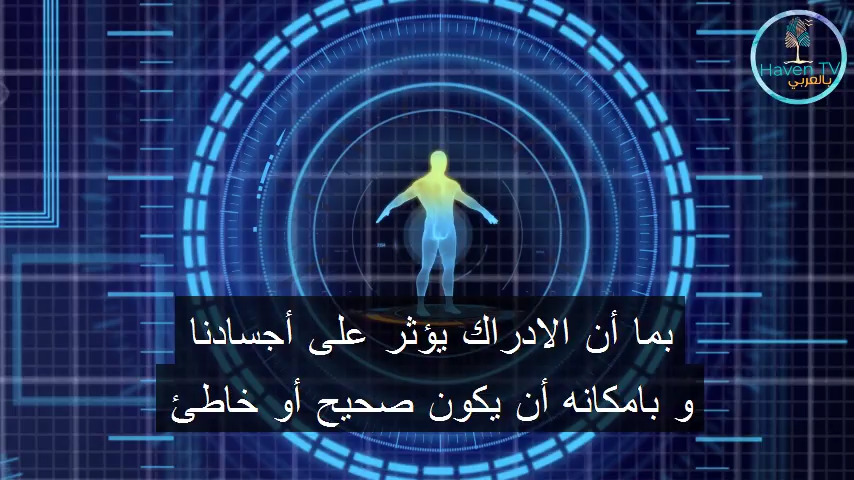 Haven TV
بالعربي
بما أن الادراك يؤثر على أجسادنا
و بامكانه أن يكون صحيح أو خاطئ